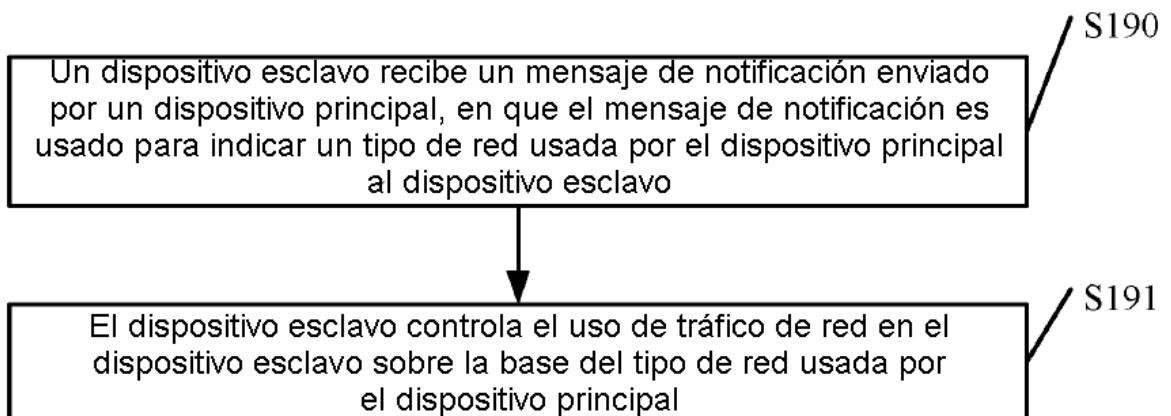 S190
Un dispositivo esclavo recibe un mensaje de notificación enviado
por un dispositivo principal, en que el mensaje de notificación es
usado para indicar un tipo de red usada por el dispositivo principal
al dispositivo esclavo
S191
El dispositivo esclavo controla el uso de tráfico de red en el
dispositivo esclavo sobre la base del tipo de red usada por
el dispositivo principal